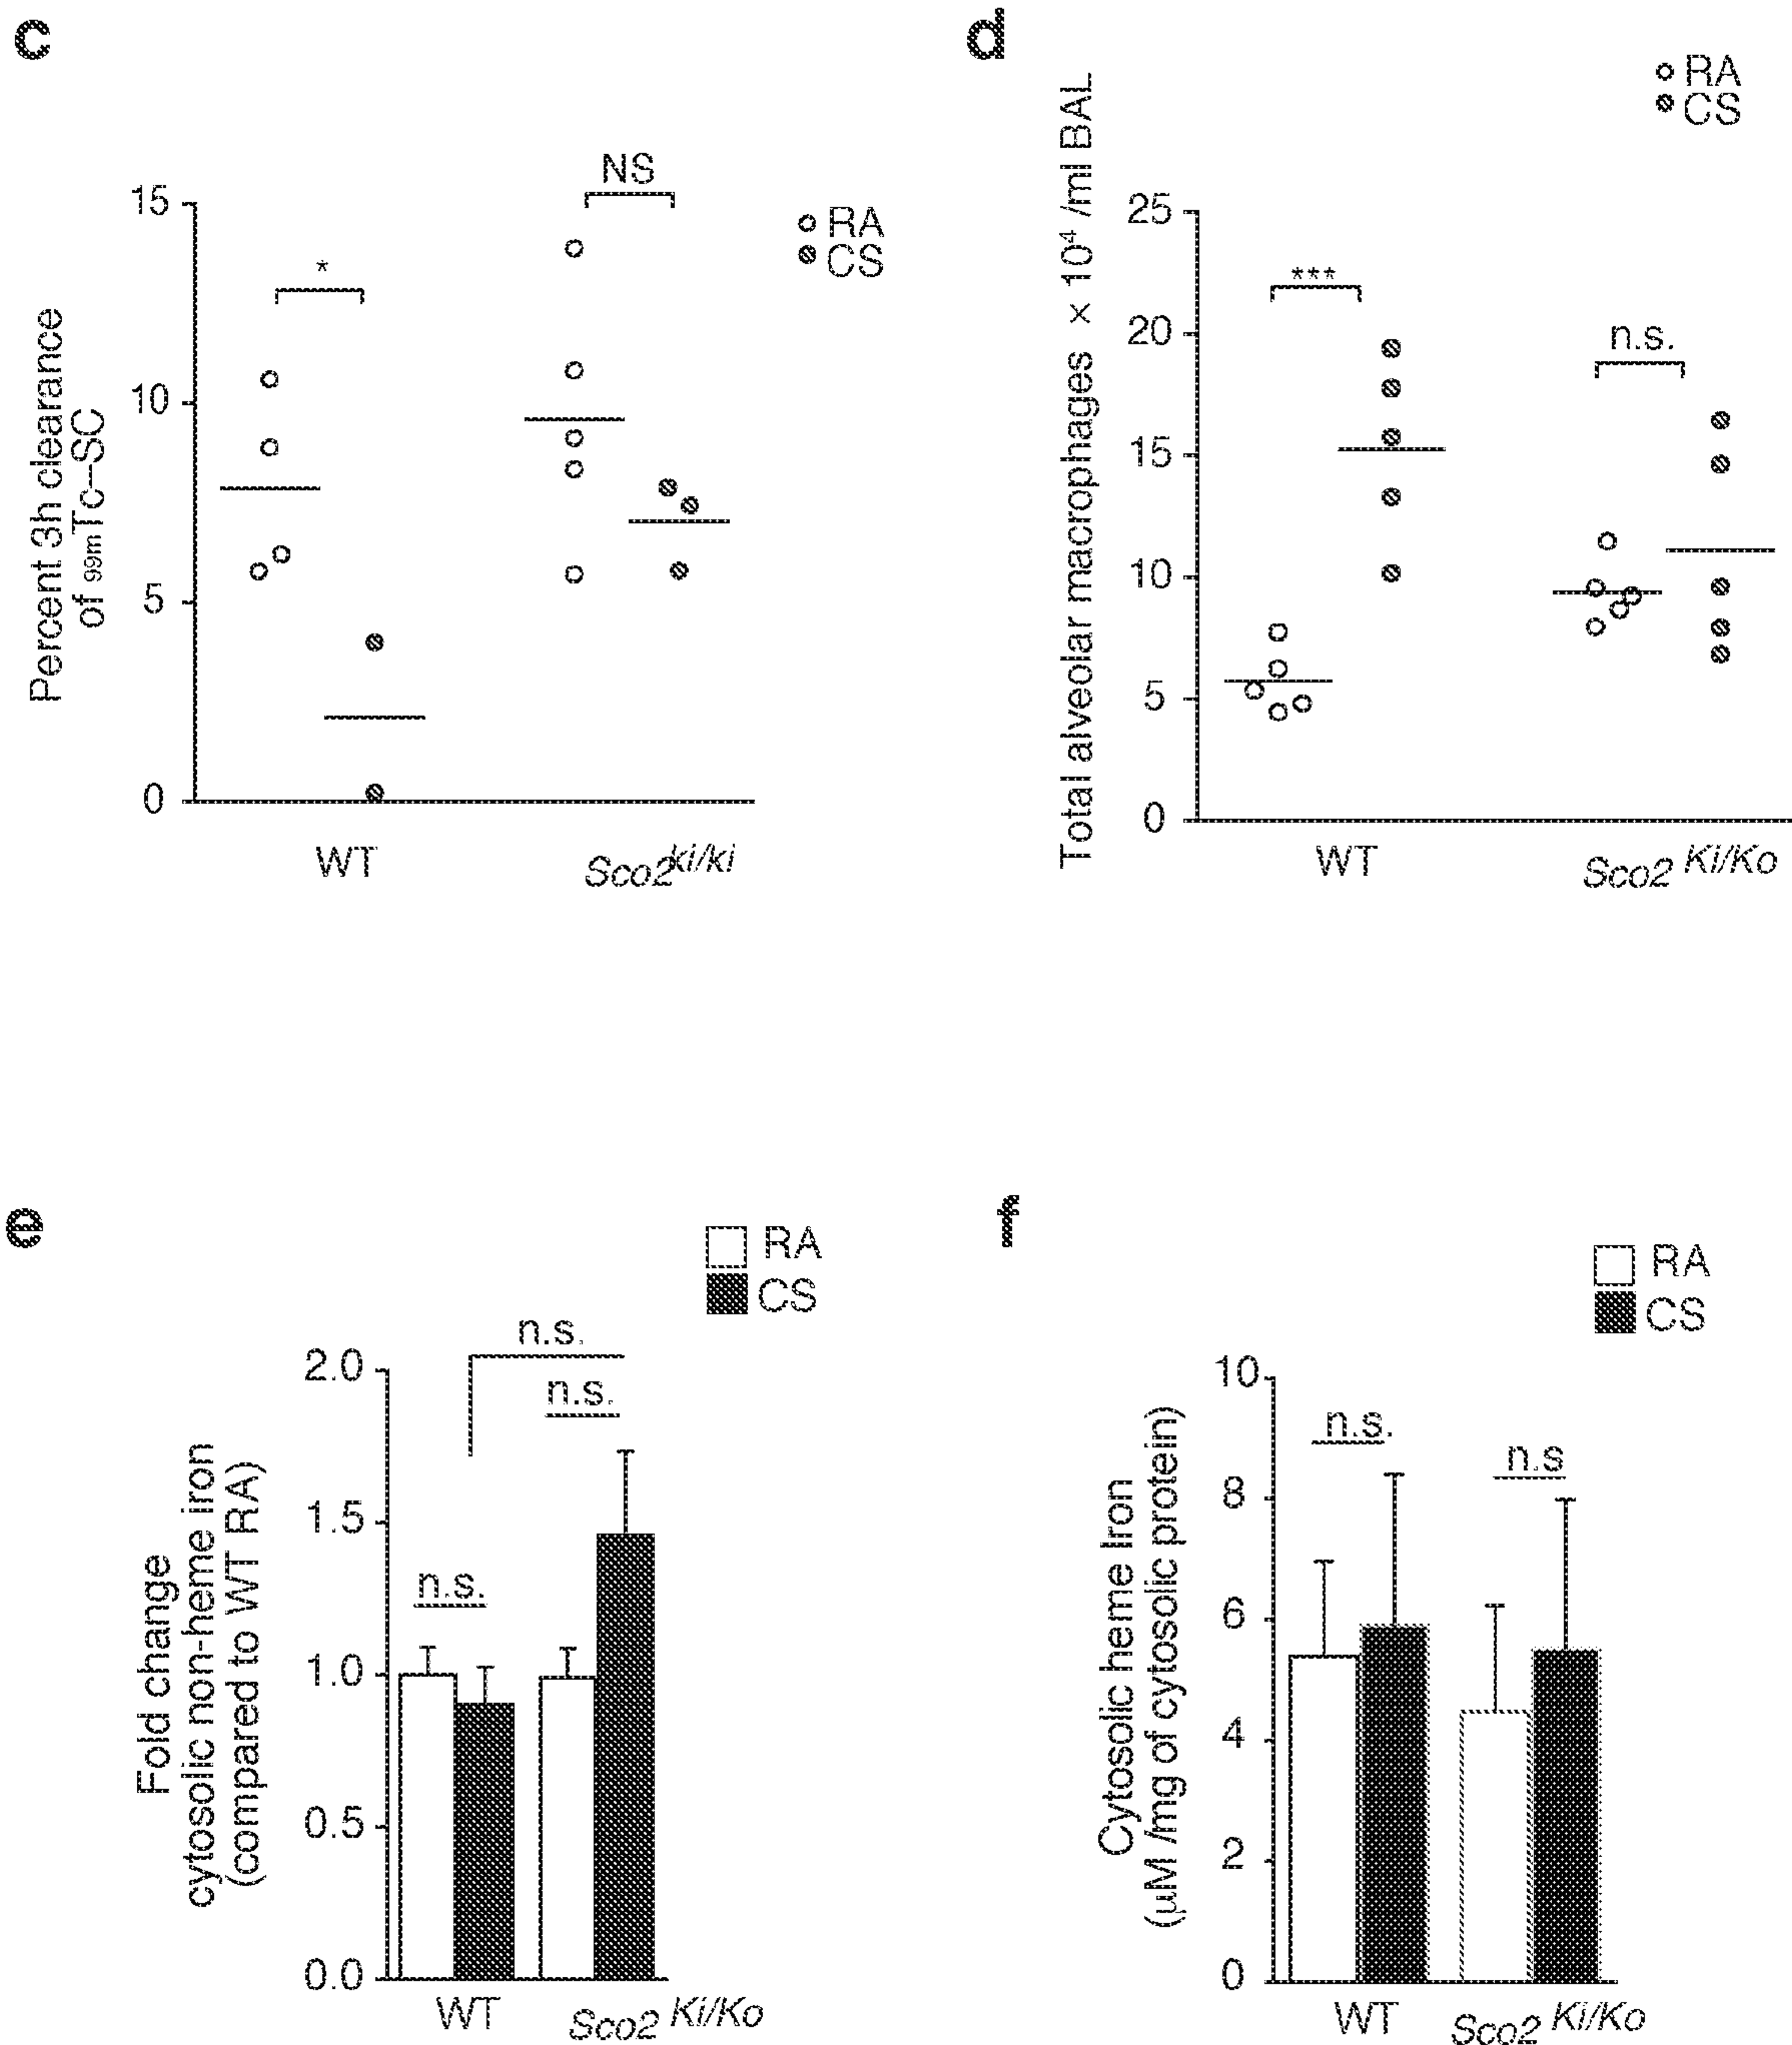 c
Percent 3h clearance
of 99mTc–SC
15
10
5
0
*
NS
RA
CS
WT
Sco2ki/ki
d
Total alveolar macrophages × 10⁴ /ml BAL
25
20
15
10
5
0
***
n.s.
RA
CS
WT
Sco2 Ki/Ko
e
Fold change
cytosolic non-heme iron
(compared to WT RA)
2.0
1.5
1.0
0.5
0.0
n.s.
n.s.
n.s.
RA
CS
WT
Sco2 Ki/Ko
f
Cytosolic heme Iron
(µM /mg of cytosolic protein)
10
8
6
4
2
0
n.s.
n.s
RA
CS
WT
Sco2 Ki/Ko